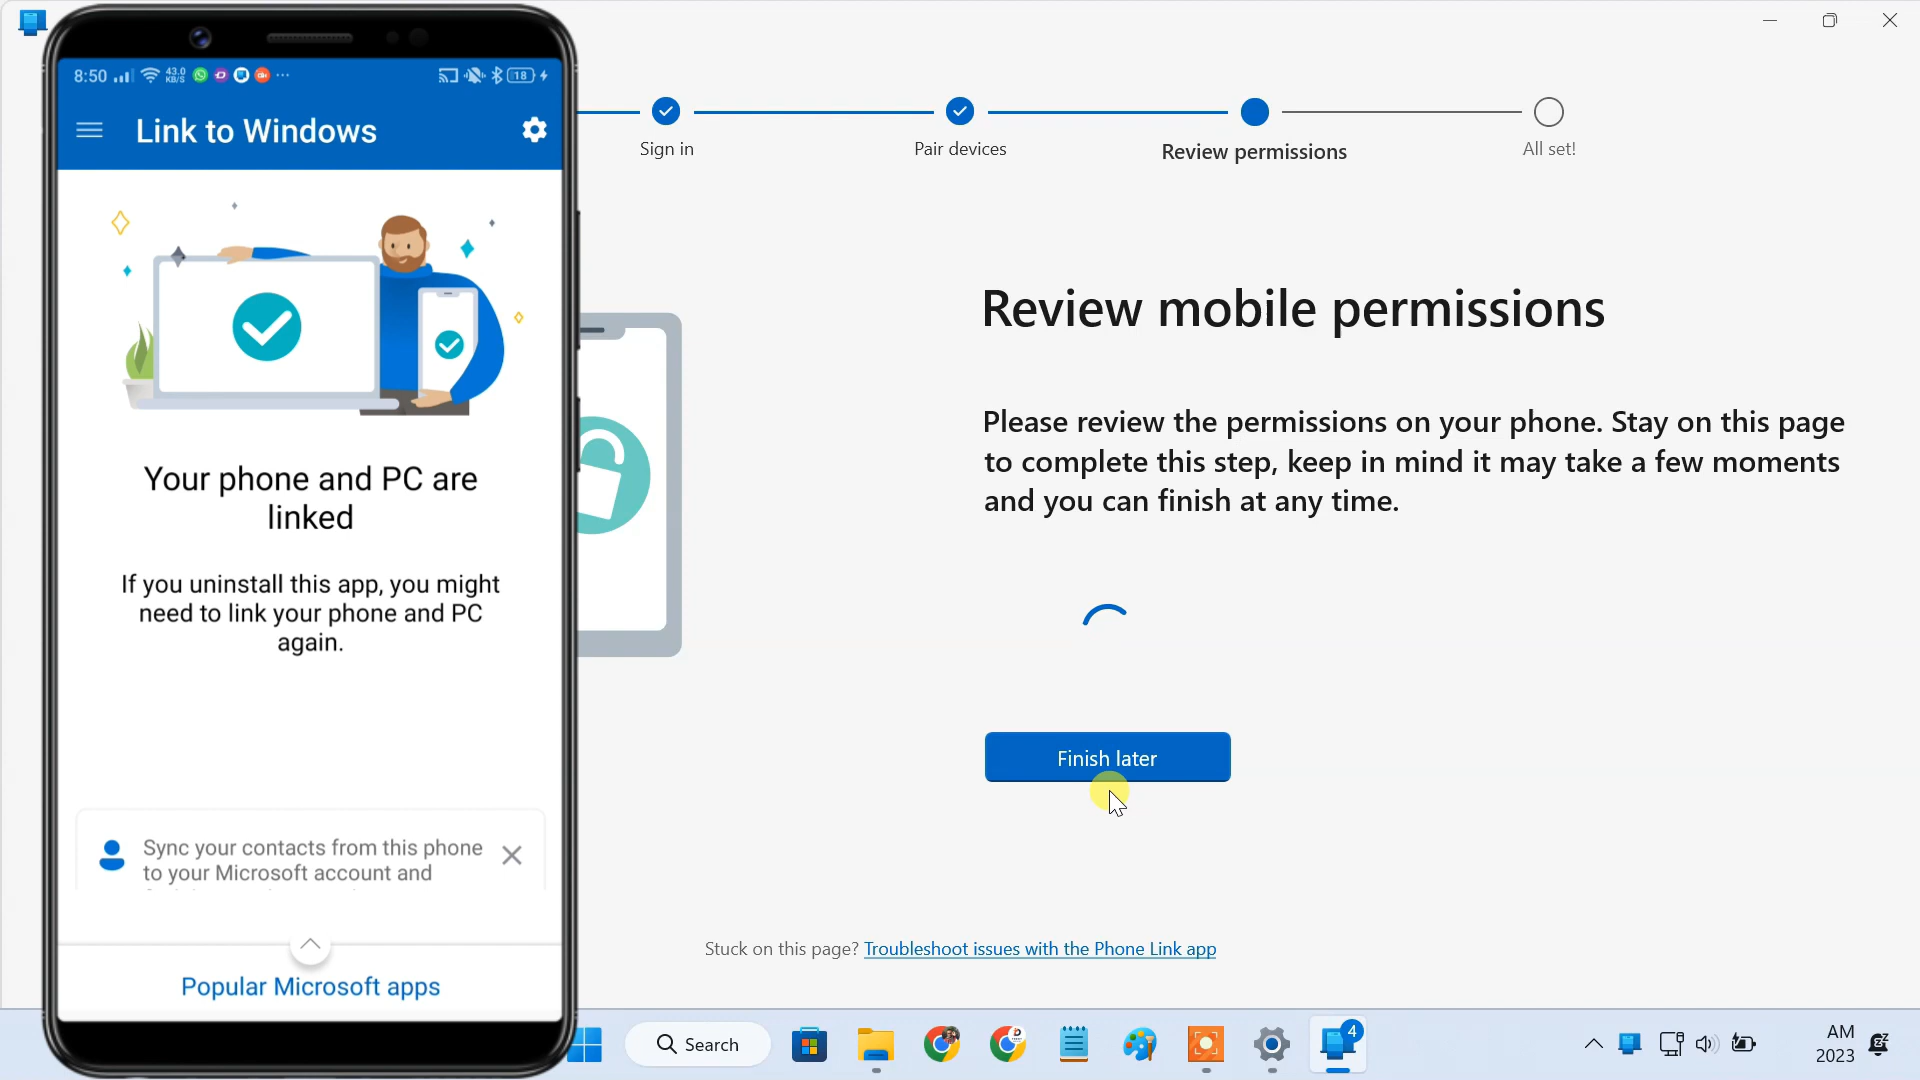 8:50
43.0
KB/S
18
Link to Windows
Your phone and PC are
linked
If you uninstall this app, you might
need to link your phone and PC
again.
Sync your contacts from this phone
to your Microsoft account and
Popular Microsoft apps
Sign in
Pair devices
Review permissions
All set!
Review mobile permissions
Please review the permissions on your phone. Stay on this page
to complete this step, keep in mind it may take a few moments
and you can finish at any time.
Finish later
Stuck on this page? Troubleshoot issues with the Phone Link app
Search
4
AM
2023